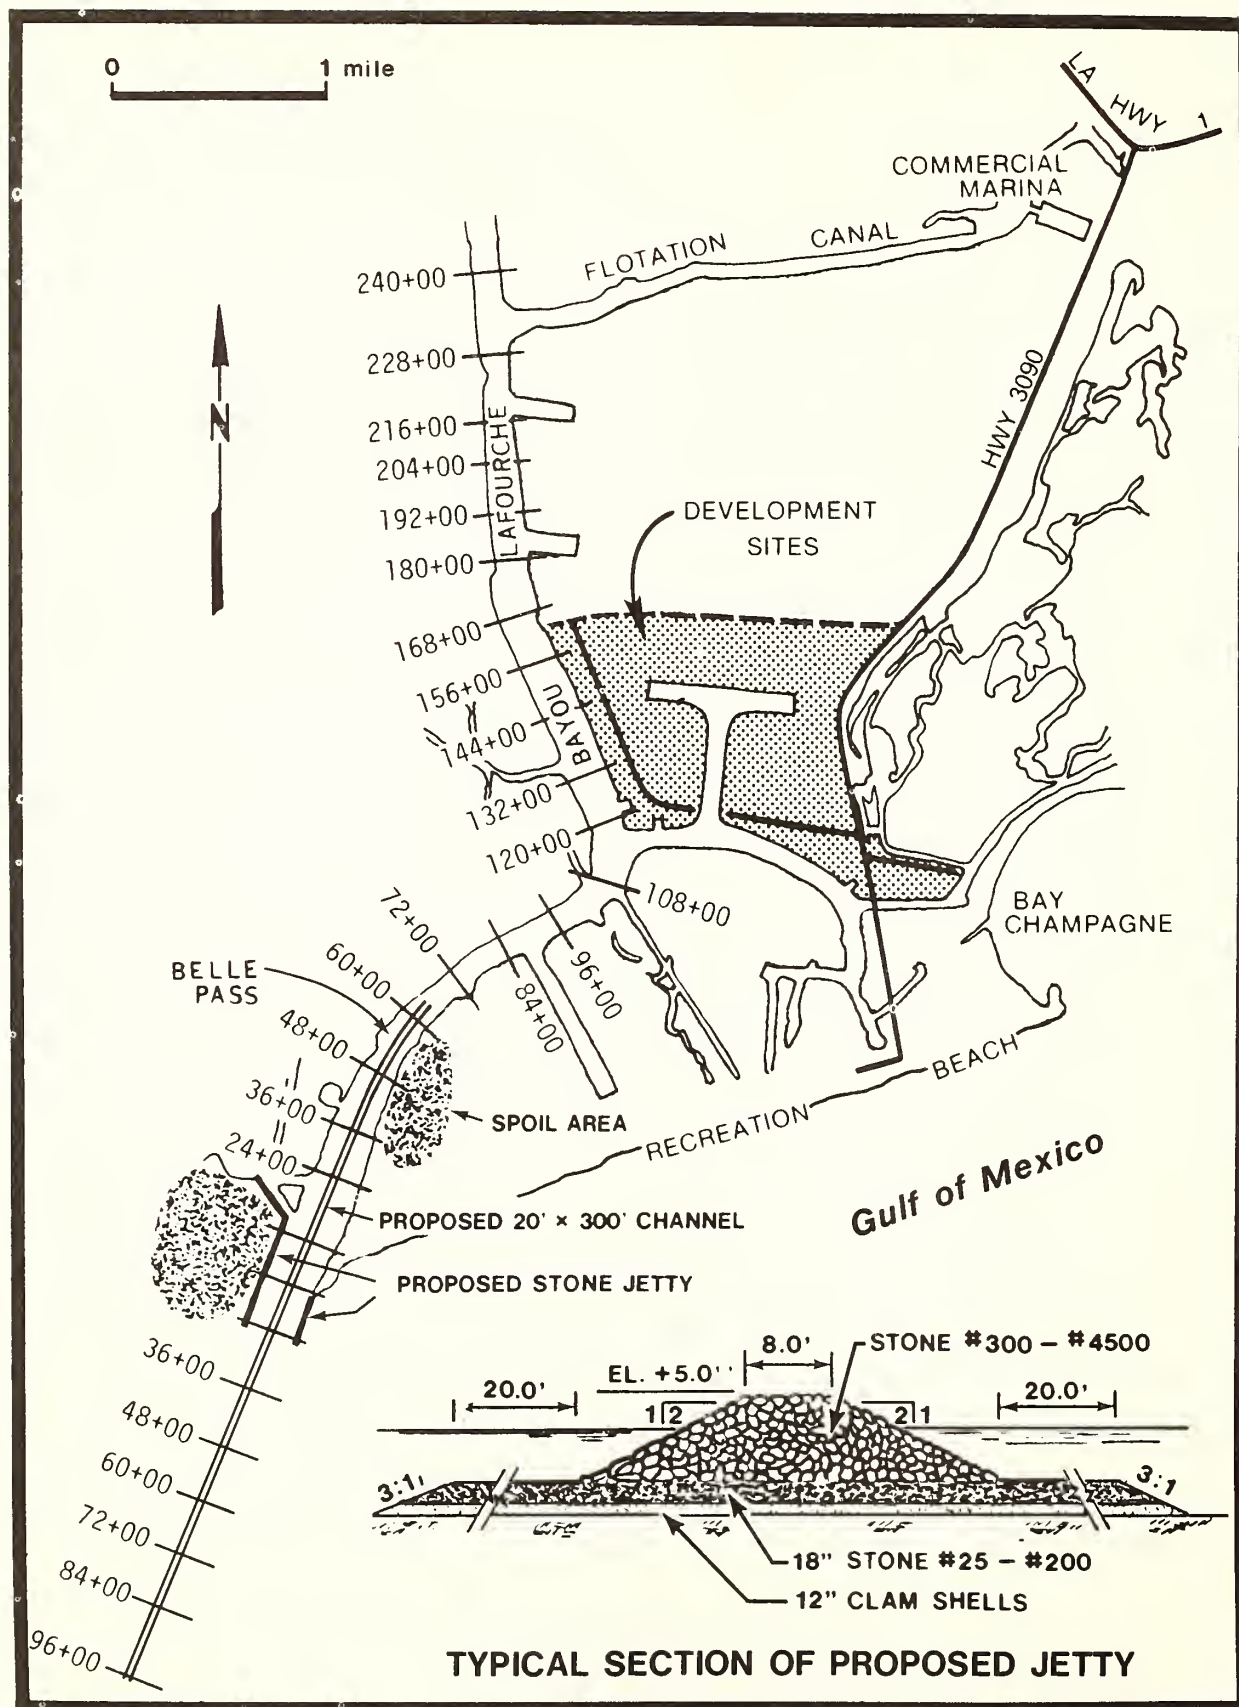 0 1 mile
LA HWY 1
COMMERCIAL
MARINA
FLOTATION CANAL
240+00
228+00
216+00
204+00
192+00
180+00
168+00
156+00
144+00
132+00
120+00
108+00
96+00
84+00
72+00
60+00
48+00
36+00
24+00
N
BAYOU LAFOURCHE
HWY 3090
DEVELOPMENT
SITES
BAY
CHAMPAGNE
BELLE
PASS
SPOIL AREA
RECREATION BEACH
Gulf of Mexico
PROPOSED 20' × 300' CHANNEL
PROPOSED STONE JETTY
36+00
48+00
60+00
72+00
84+00
96+00
8.0'
STONE #300 – #4500
EL. +5.0''
20.0'
20.0'
1 2
2 1
3:1
3:1
18" STONE #25 – #200
12" CLAM SHELLS
TYPICAL SECTION OF PROPOSED JETTY